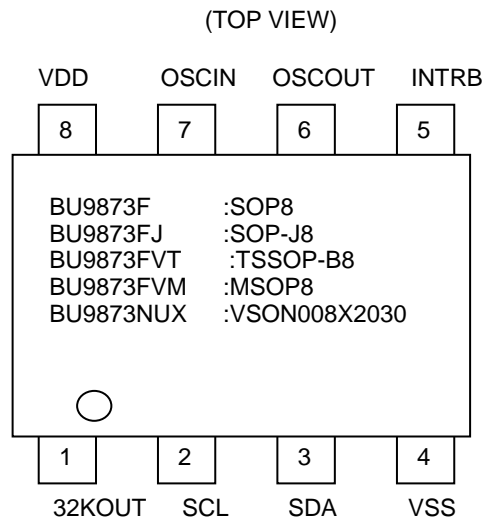 (TOP VIEW)
VDD OSCIN OSCOUT INTRB
8 7 6 5
BU9873F :SOP8
BU9873FJ :SOP-J8
BU9873FVT :TSSOP-B8
BU9873FVM :MSOP8
BU9873NUX :VSON008X2030
1 2 3 4
32KOUT SCL SDA VSS